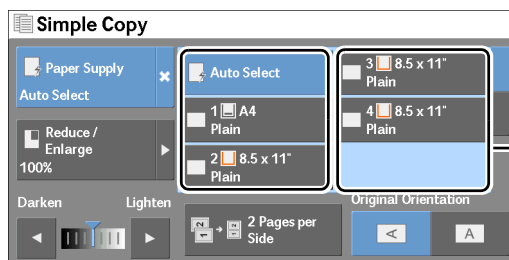 Simple Copy
Paper Supply
Auto Select
Reduce /
Enlarge
100%
Darken
Lighten
Auto Select
1 A4
Plain
2 8.5 x 11"
Plain
3 8.5 x 11"
Plain
4 8.5 x 11"
Plain
2 Pages per
Side
Original Orientation
A
A